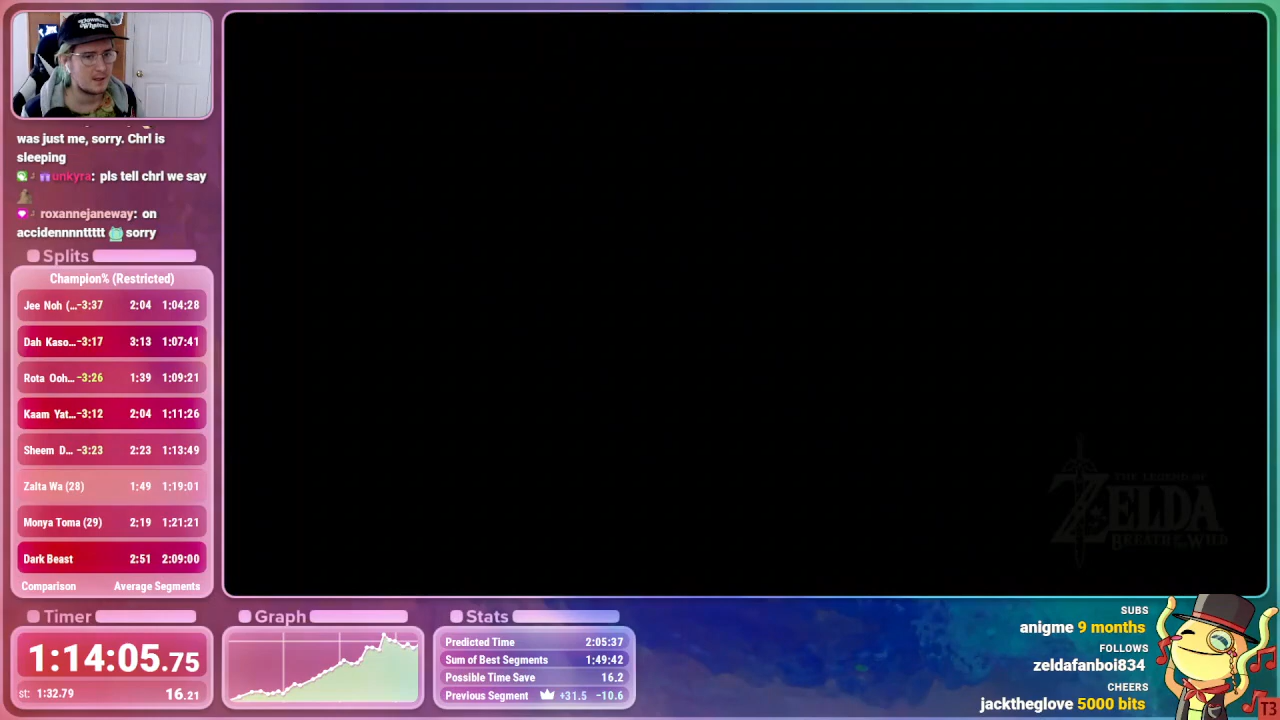 was just me, sorry. Chrl is
sleeping
unkyra: pls tell chrl we say
roxannejaneway: on
accidennnnttttt sorry
Splits
Champion% (Restricted)
Jee Noh (... -3:37 2:04 1:04:28
Dah Kaso... -3:17 3:13 1:07:41
Rota Ooh... -3:26 1:39 1:09:21
Kaam Yat... -3:12 2:04 1:11:26
Sheem D... -3:23 2:23 1:13:49
Zalta Wa (28) 1:49 1:19:01
Monya Toma (29) 2:19 1:21:21
Dark Beast 2:51 2:09:00
Comparison Average Segments
Timer
1:14:05.75
st: 1:32.79 16.21
Graph
Stats
Predicted Time 2:05:37
Sum of Best Segments 1:49:42
Possible Time Save 16.2
Previous Segment +31.5 -10.6
THE LEGEND OF
ZELDA
BREATH OF THE WILD
SUBS
anigme 9 months
FOLLOWS
zeldafanboi834
CHEERS
jacktheglove 5000 bits
T3